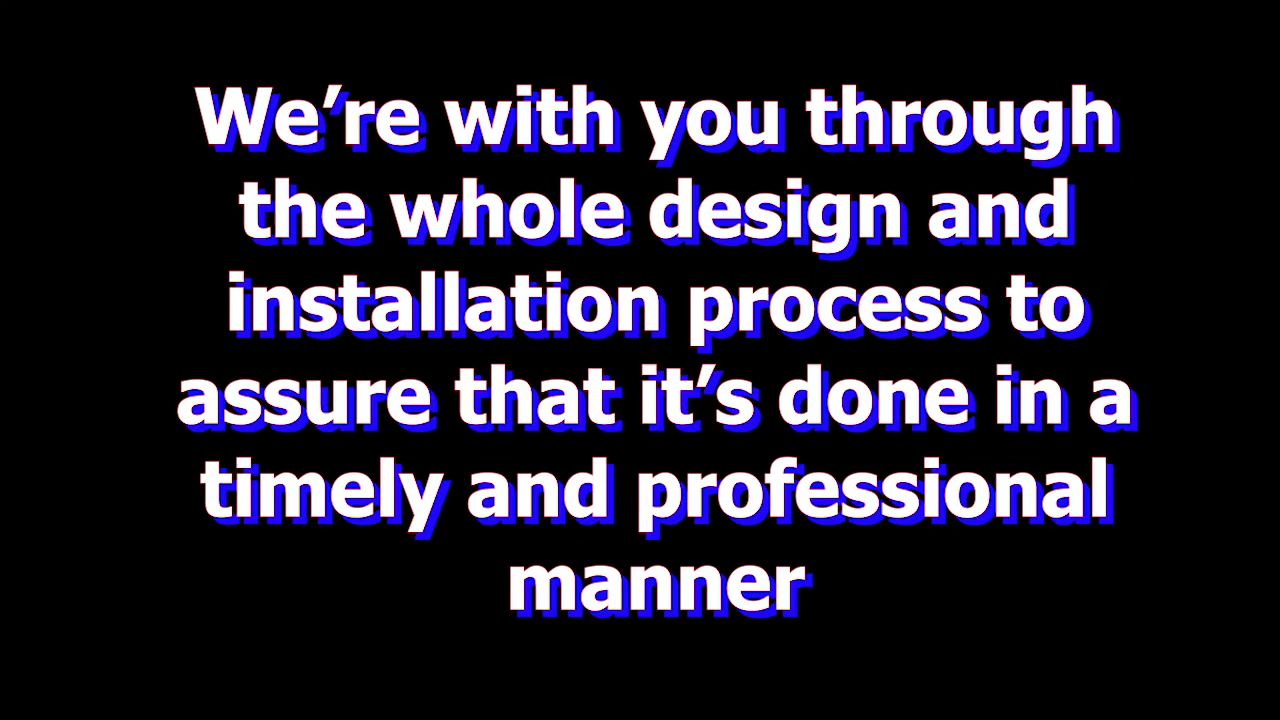 We’re with you through
the whole design and
installation process to
assure that it’s done in a
timely and professional
manner